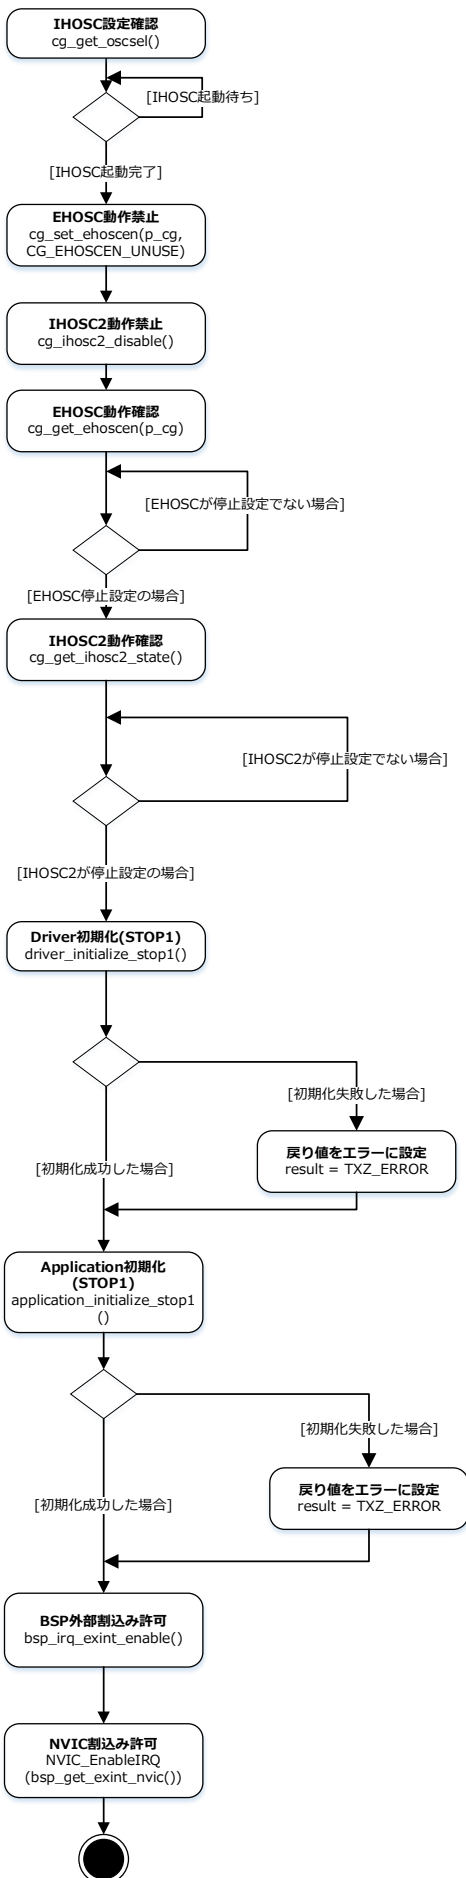 IHOSC設定確認
cg_get_oscsel()
[IHOSC起動待ち]
[IHOSC起動完了]
EHOSC動作禁止
cg_set_ehoscen(p_cg,
CG_EHOSCEN_UNUSE)
IHOSC2動作禁止
cg_ihosc2_disable()
EHOSC動作確認
cg_get_ehoscen(p_cg)
[EHOSCが停止設定でない場合]
[EHOSC停止設定の場合]
IHOSC2動作確認
cg_get_ihosc2_state()
[IHOSC2が停止設定でない場合]
[IHOSC2が停止設定の場合]
Driver初期化(STOP1)
driver_initialize_stop1()
[初期化失敗した場合]
戻り値をエラーに設定
result = TXZ_ERROR
[初期化成功した場合]
Application初期化
(STOP1)
application_initialize_stop1
()
[初期化失敗した場合]
戻り値をエラーに設定
result = TXZ_ERROR
[初期化成功した場合]
BSP外部割込み許可
bsp_irq_exint_enable()
NVIC割込み許可
NVIC_EnableIRQ
(bsp_get_exint_nvic())